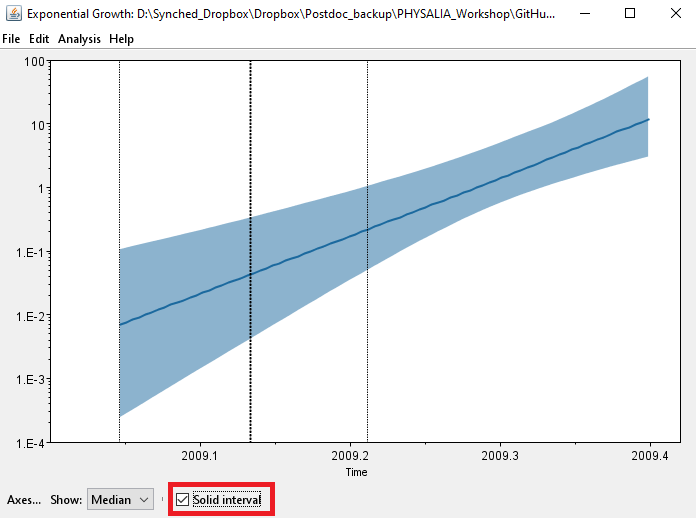 Exponential Growth: D:\Synched_Dropbox\Dropbox\Postdoc_backup\PHYSALIA_Workshop\GitHu...
File Edit Analysis Help
100
10
1
1.E-1
1.E-2
1.E-3
1.E-4
2009.1 2009.2 2009.3 2009.4
Time
Axes... Show: Median Solid interval